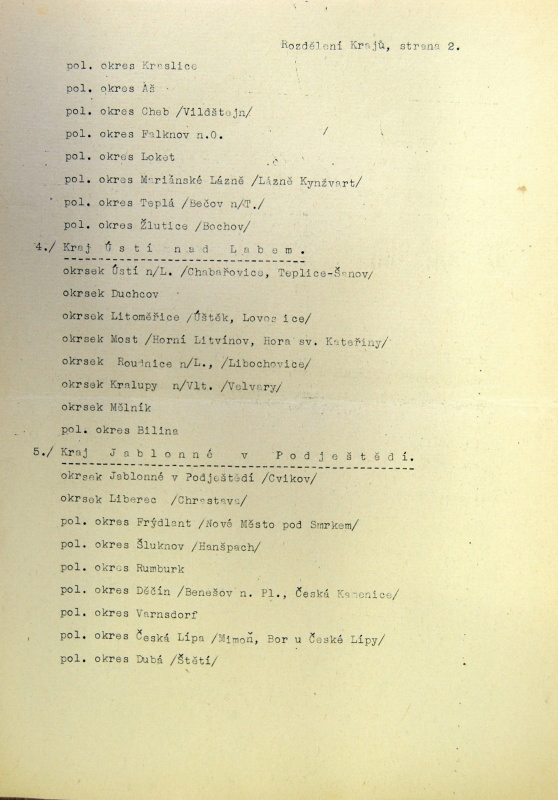 Rozdělení Krajů, strana 2.
pol. okres Kraslice
pol. okres Aš
pol. okres Cheb /Vildštejn/
pol. okres Falknov n.O.
pol. okres Loket
pol. okres Mariánské Lázně /Lázně Kynžvart/
pol. okres Teplá /Bečov n/T./
pol. okres Žlutice /Bochov/
4./ Kraj Ústí nad Labem.
okrsek Ústí n/L. /Chabařovice, Teplice-Šanov/
okrsek Duchcov
okrsek Litoměřice /Úštěk, Lovosice/
okrsek Most /Horní Litvínov, Hora sv. Kateřiny/
okrsek Roudnice n/L., /Libochovice/
okrsek Kralupy n/Vlt. /Velvary/
okrsek Mělník
pol. okres Bílina
5./ Kraj Jablonné v Podještědí.
okrsek Jablonné v Podještědí /Cvikov/
okrsek Liberec /Chrastava/
pol. okres Frýdlant /Nové Město pod Smrkem/
pol. okres Šluknov /Hanšpach/
pol. okres Rumburk
pol. okres Děčín /Benešov n. Pl., Česká Kamenice/
pol. okres Varnsdorf
pol. okres Česká Lípa /Mimoň, Bor u České Lípy/
pol. okres Dubá /Štětí/